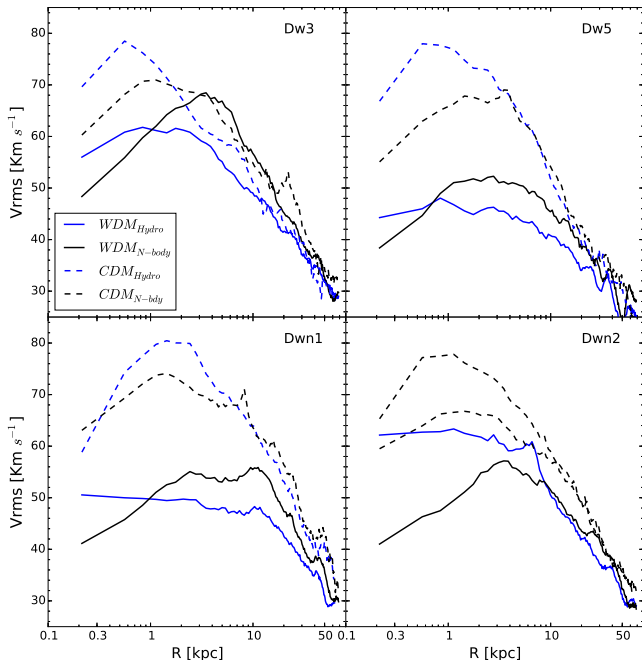 Dw3
Dw5
Vrms [Km s⁻¹]
80
70
60
50
40
30
WDM_Hydro
WDM_N−body
CDM_Hydro
CDM_N−bdy
Dwn1
Dwn2
Vrms [Km s⁻¹]
80
70
60
50
40
30
0.1 0.3 1 10 50 0.1 0.3 1 10 50
R [kpc] R [kpc]